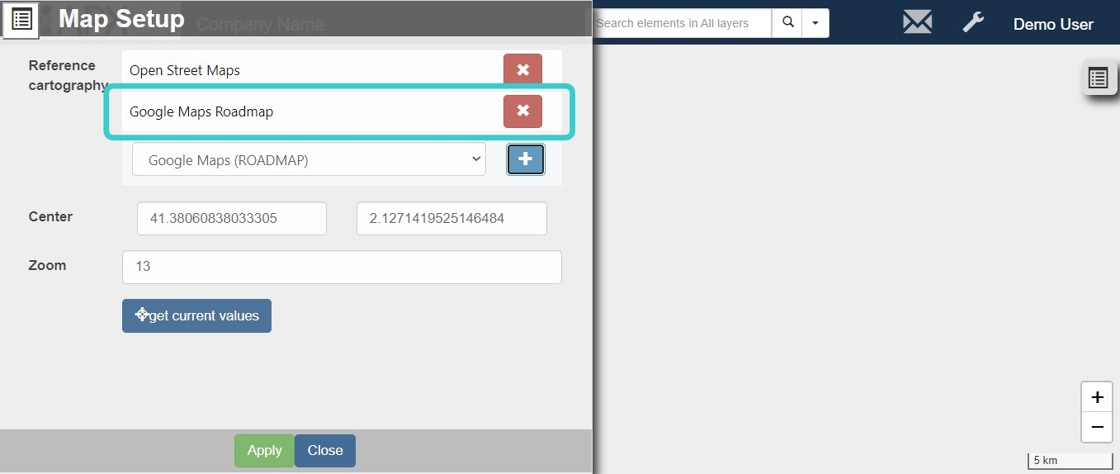 Map Setup
Company Name
Search elements in All layers
Demo User
Reference
cartography
Open Street Maps
Google Maps Roadmap
Google Maps (ROADMAP)
Center
41.38060838033305
2.1271419525146484
Zoom
13
get current values
Apply
Close
5 km